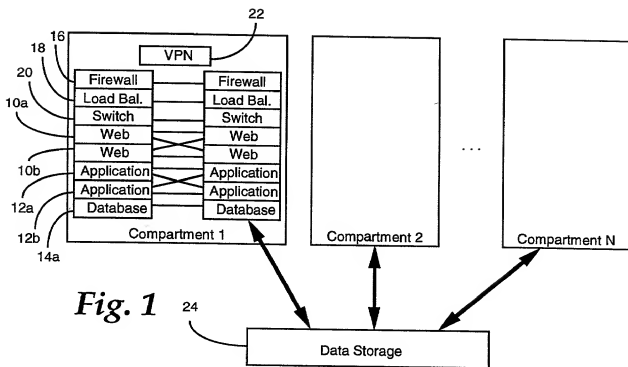 22
16
VPN
18
Firewall Firewall
20
Load Bal. Load Bal.
Switch Switch
10a
Web Web
Web Web
10b
Application Application
12a
Application Application
Database Database
12b
14a
Compartment 1
Compartment 2
...
Compartment N
Fig. 1
24
Data Storage